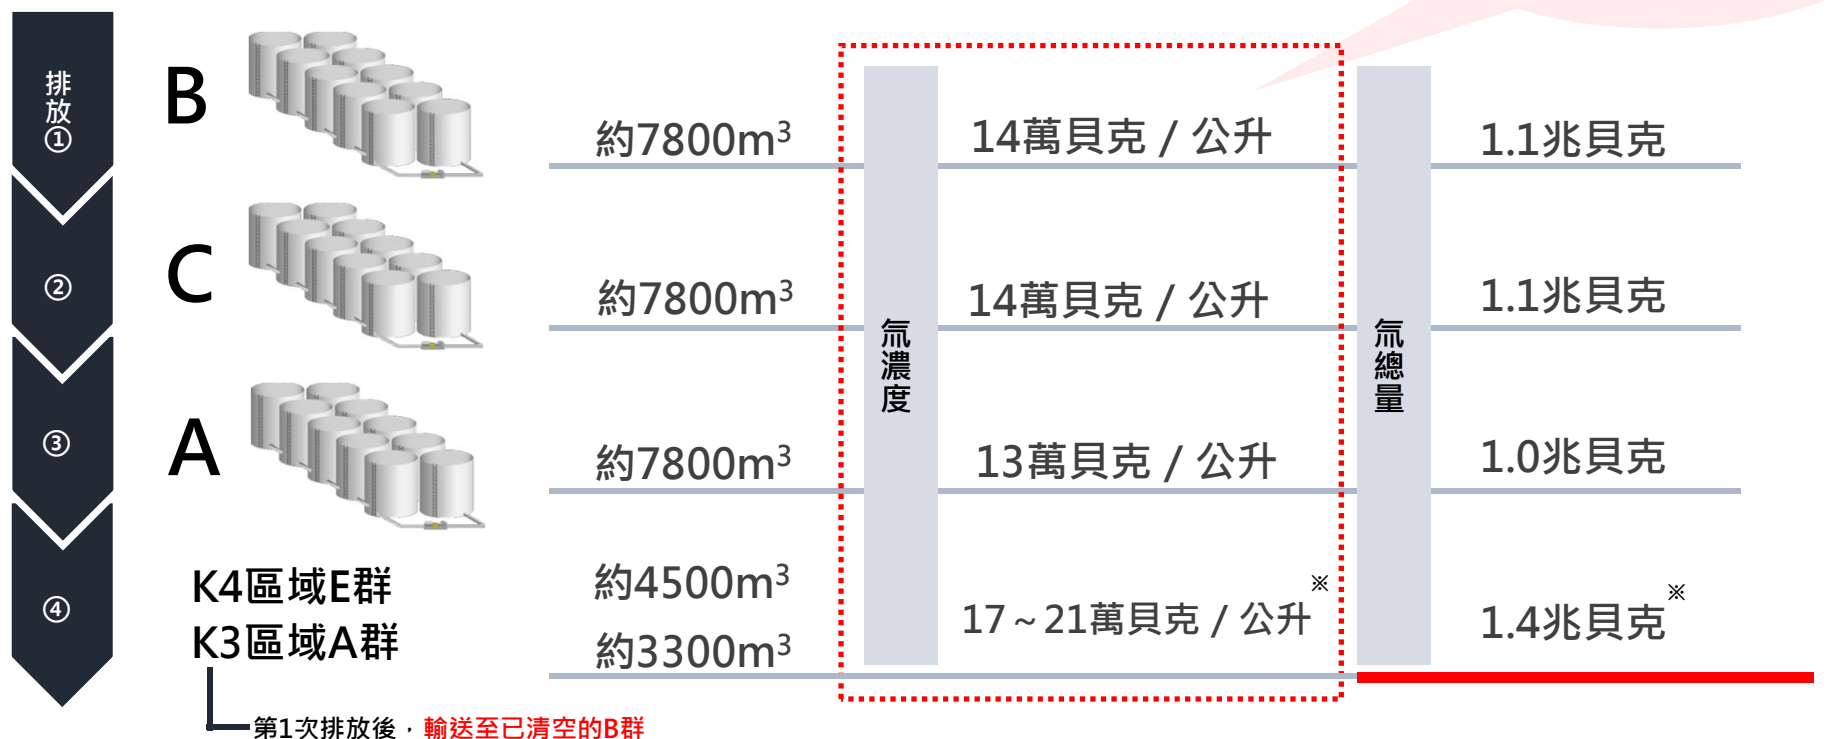 排放
①
B
約7800m³
14萬貝克 / 公升
1.1兆貝克
②
C
約7800m³
14萬貝克 / 公升
1.1兆貝克
氚濃度
氚總量
③
A
約7800m³
13萬貝克 / 公升
1.0兆貝克
④
K4區域E群
約4500m³
K3區域A群
約3300m³
17～21萬貝克 / 公升※
1.4兆貝克※
第1次排放後，輸送至已清空的B群